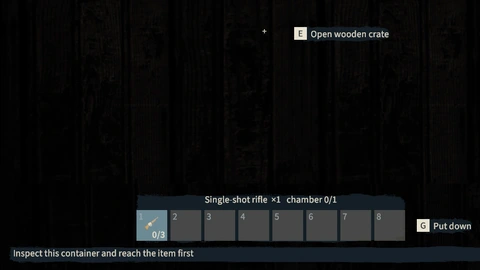 E Open wooden crate
Single-shot rifle ×1 chamber 0/1
1 2 3 4 5 6 7 8
0/3
G Put down
Inspect this container and reach the item first